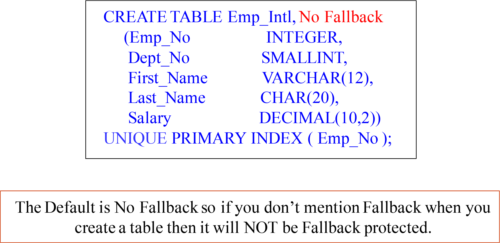 CREATE TABLE Emp_Intl, No Fallback
(Emp_No INTEGER,
Dept_No SMALLINT,
First_Name VARCHAR(12),
Last_Name CHAR(20),
Salary DECIMAL(10,2))
UNIQUE PRIMARY INDEX ( Emp_No );
The Default is No Fallback so if you don’t mention Fallback when you
create a table then it will NOT be Fallback protected.